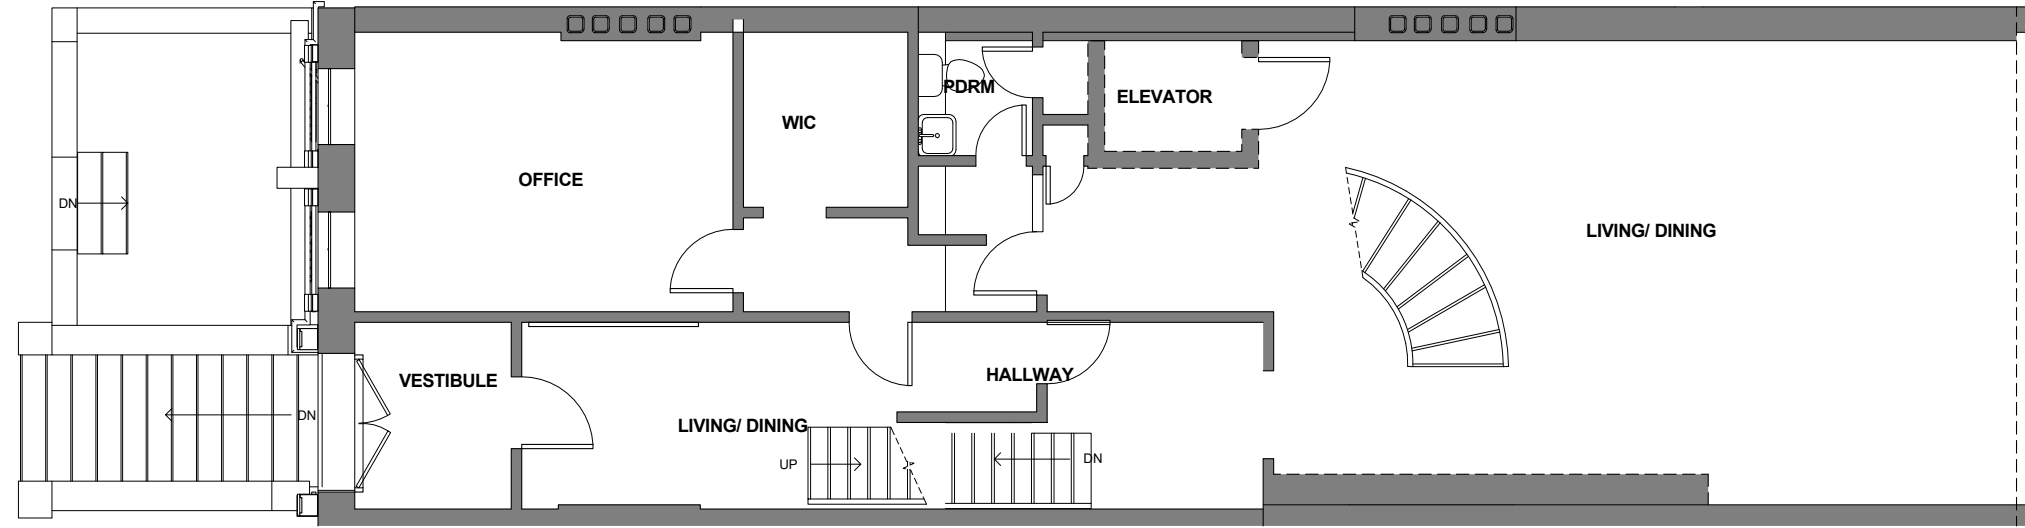 PDRM
ELEVATOR
WIC
OFFICE
DN
LIVING/ DINING
VESTIBULE
HALLWAY
DN
LIVING/ DINING
UP
DN